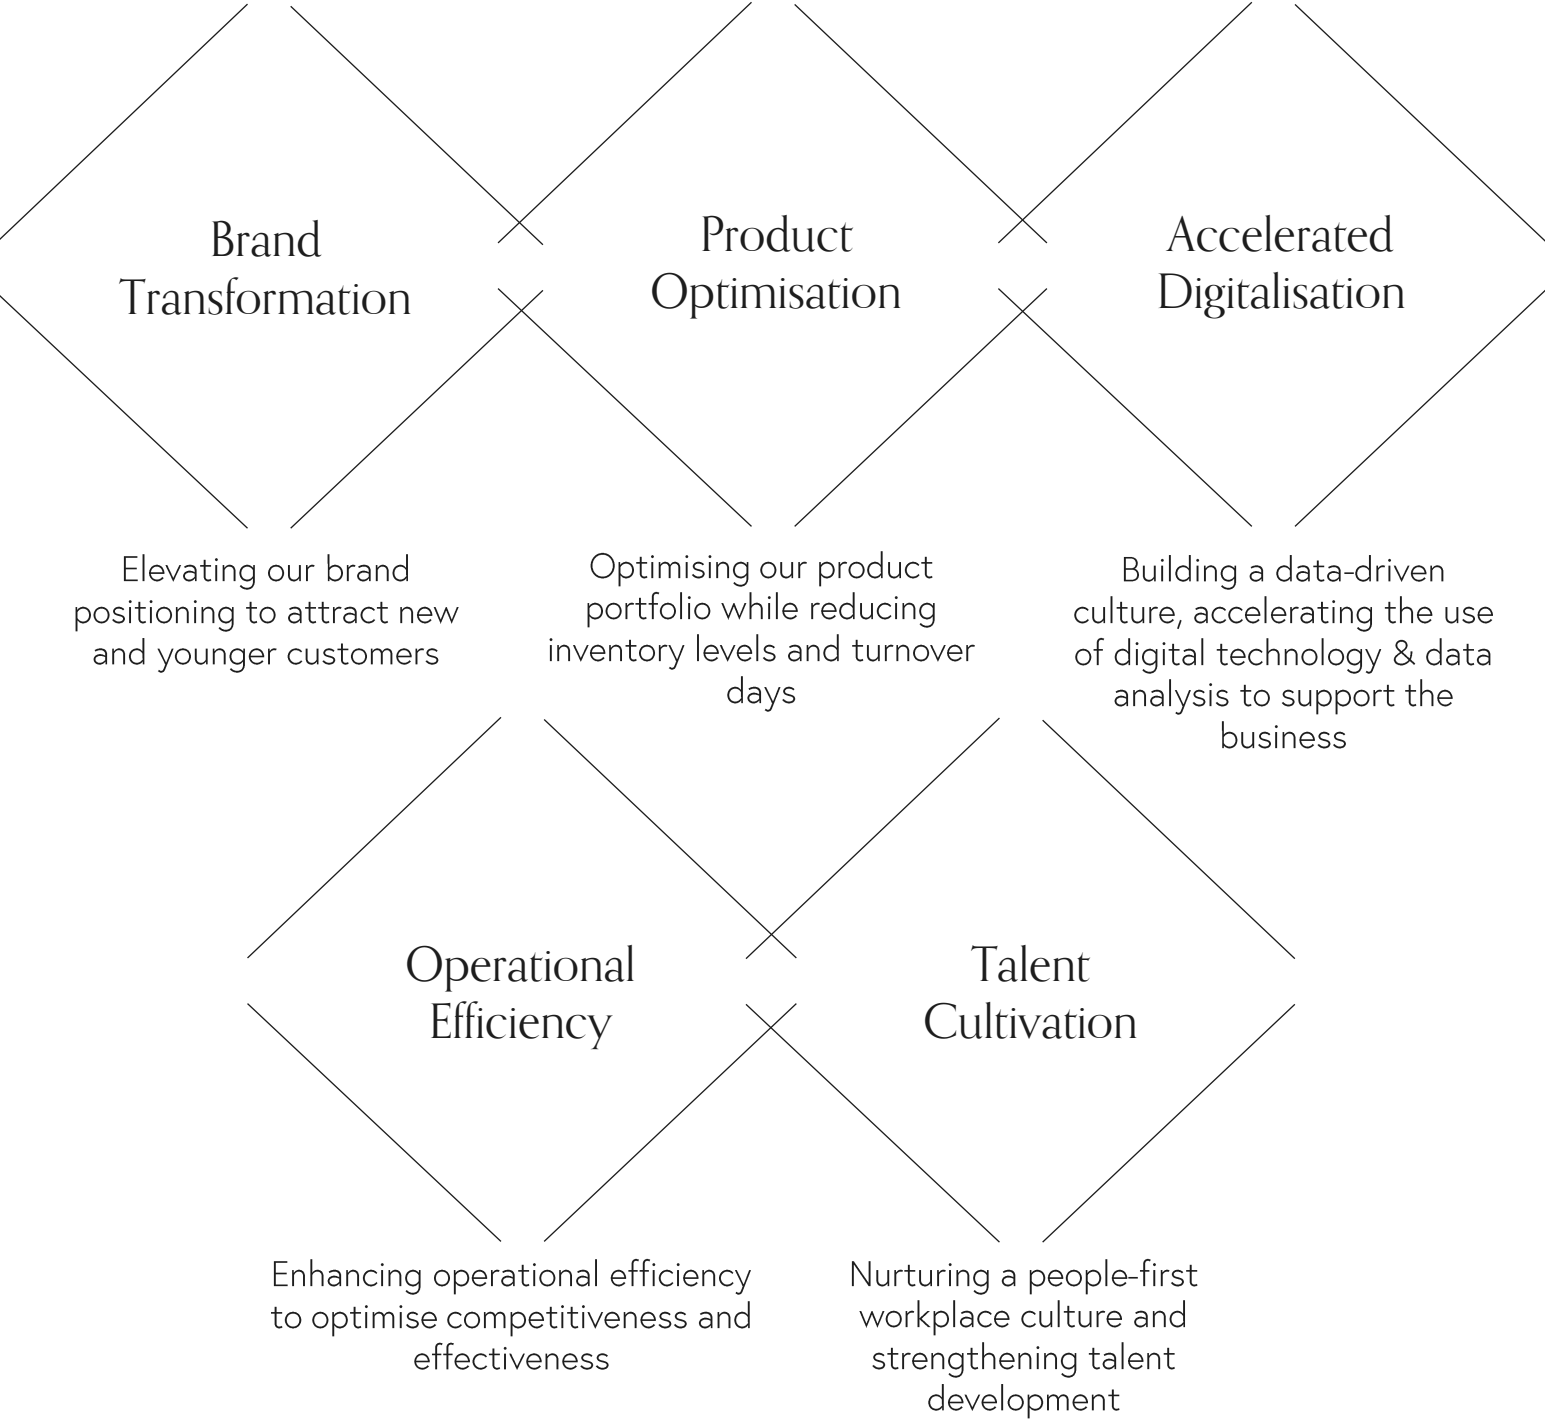 Brand
Transformation
Product
Optimisation
Accelerated
Digitalisation
Elevating our brand
positioning to attract new
and younger customers
Optimising our product
portfolio while reducing
inventory levels and turnover
days
Building a data-driven
culture, accelerating the use
of digital technology & data
analysis to support the
business
Operational
Efficiency
Talent
Cultivation
Enhancing operational efficiency
to optimise competitiveness and
effectiveness
Nurturing a people-first
workplace culture and
strengthening talent
development